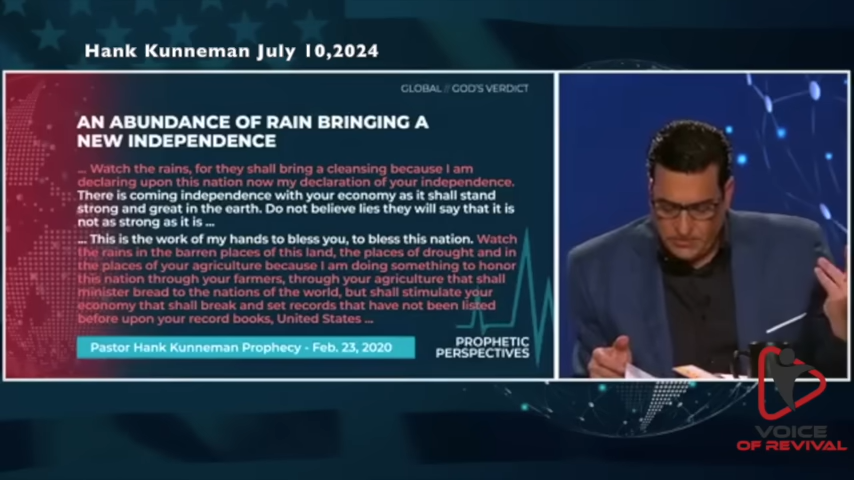 Hank Kunneman July 10,2024
GLOBAL // GOD'S VERDICT
AN ABUNDANCE OF RAIN BRINGING A
NEW INDEPENDENCE
... Watch the rains, for they shall bring a cleansing because I am
declaring upon this nation now my declaration of your independence.
There is coming independence with your economy as it shall stand
strong and great in the earth. Do not believe lies they will say that it is
not as strong as it is ...
... This is the work of my hands to bless you, to bless this nation. Watch
the rains in the barren places of this land, the places of drought and in
the places of your agriculture because I am doing something to honor
this nation through your farmers, through your agriculture that shall
minister bread to the nations of the world, but shall stimulate your
economy that shall break and set records that have not been listed
before upon your record books, United States ...
Pastor Hank Kunneman Prophecy - Feb. 23, 2020
PROPHETIC
PERSPECTIVES
VOICE
OF REVIVAL